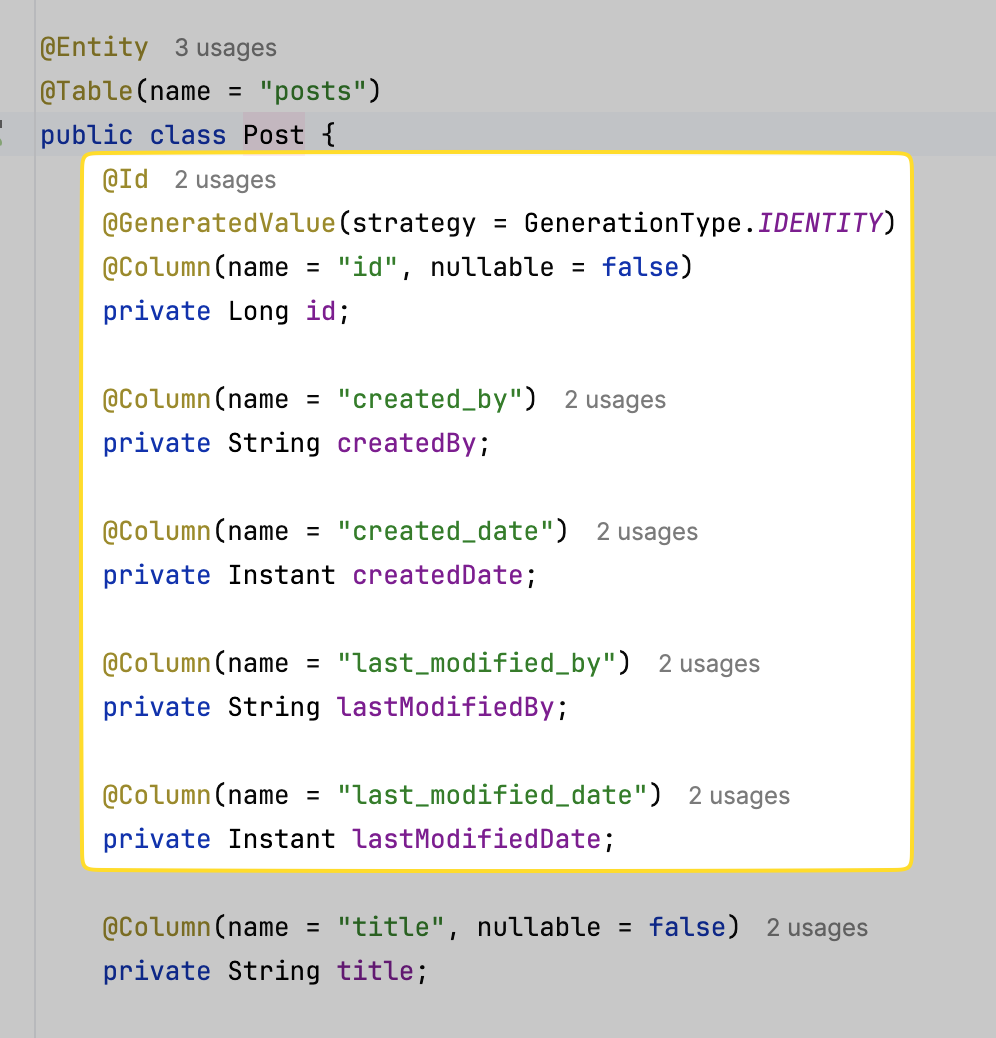 @Entity 3 usages
@Table(name = "posts")
public class Post {
@Id 2 usages
@GeneratedValue(strategy = GenerationType.IDENTITY)
@Column(name = "id", nullable = false)
private Long id;
@Column(name = "created_by") 2 usages
private String createdBy;
@Column(name = "created_date") 2 usages
private Instant createdDate;
@Column(name = "last_modified_by") 2 usages
private String lastModifiedBy;
@Column(name = "last_modified_date") 2 usages
private Instant lastModifiedDate;
@Column(name = "title", nullable = false) 2 usages
private String title;